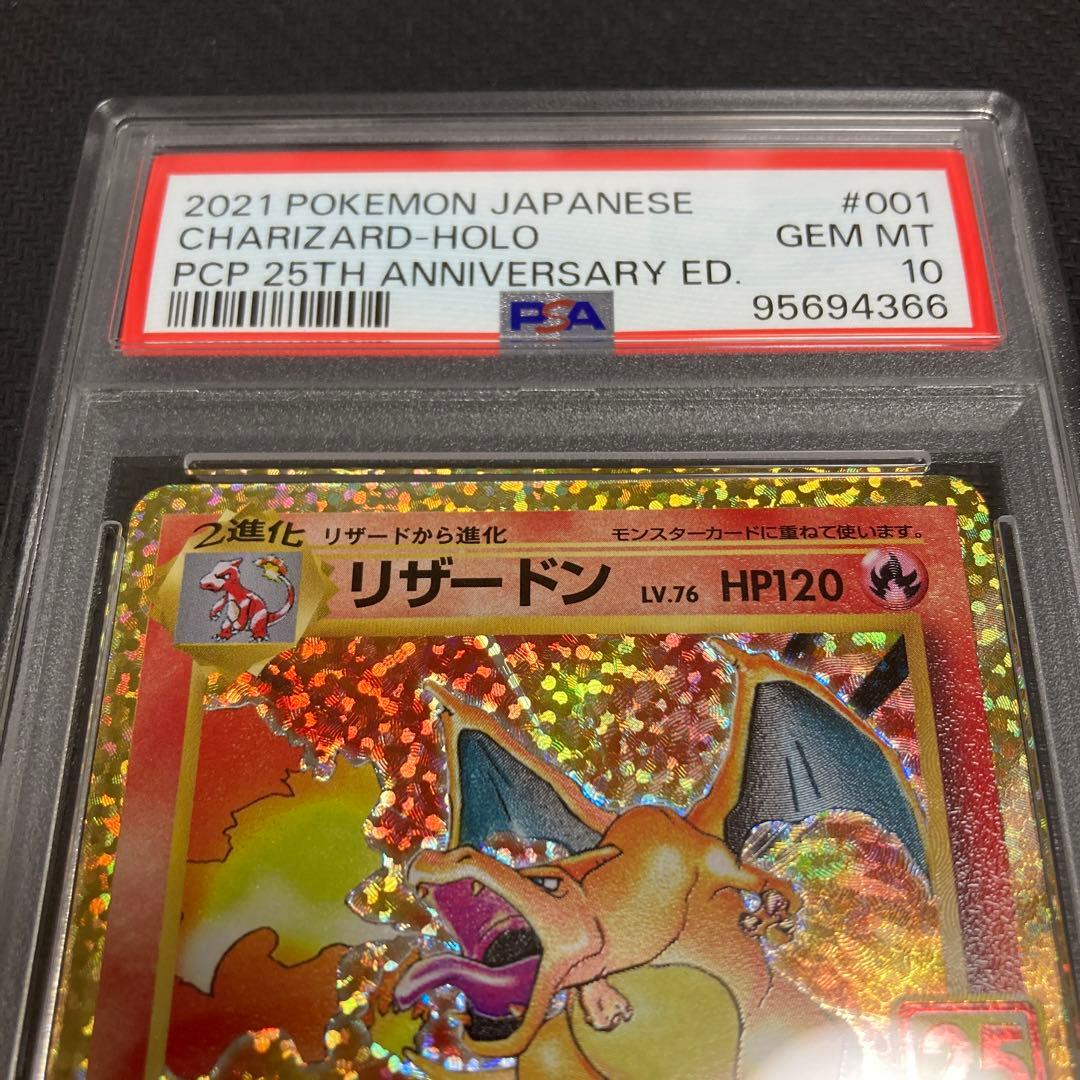 2021 POKEMON JAPANESE #001
CHARIZARD-HOLO GEM MT
PCP 25TH ANNIVERSARY ED. 10
PSA 95694366
2進化 リザードから進化 モンスターカードに重ねて使います。
リザードン LV.76 HP120
25